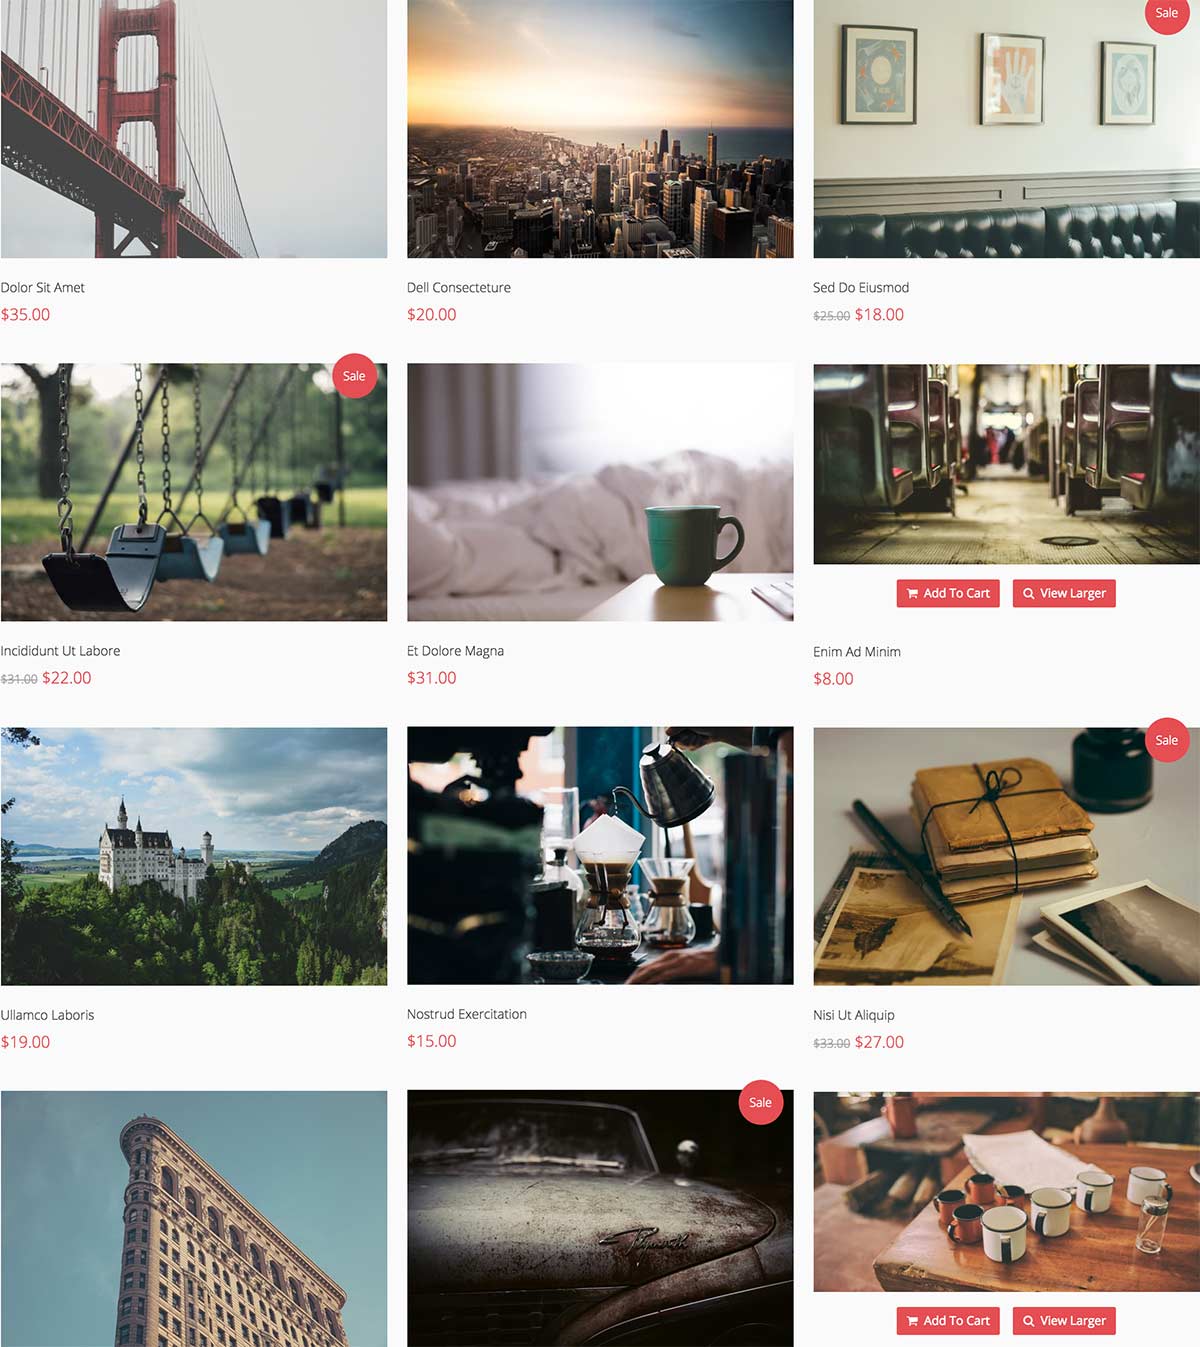 Sale
Dolor Sit Amet
Dell Consecteture
Sed Do Eiusmod
$35.00
$20.00
$25.00 $18.00
Sale
Add To Cart
View Larger
Incididunt Ut Labore
Et Dolore Magna
Enim Ad Minim
$31.00 $22.00
$31.00
$8.00
Sale
Ullamco Laboris
Nostrud Exercitation
Nisi Ut Aliquip
$19.00
$15.00
$33.00 $27.00
Sale
Plymouth
Add To Cart
View Larger